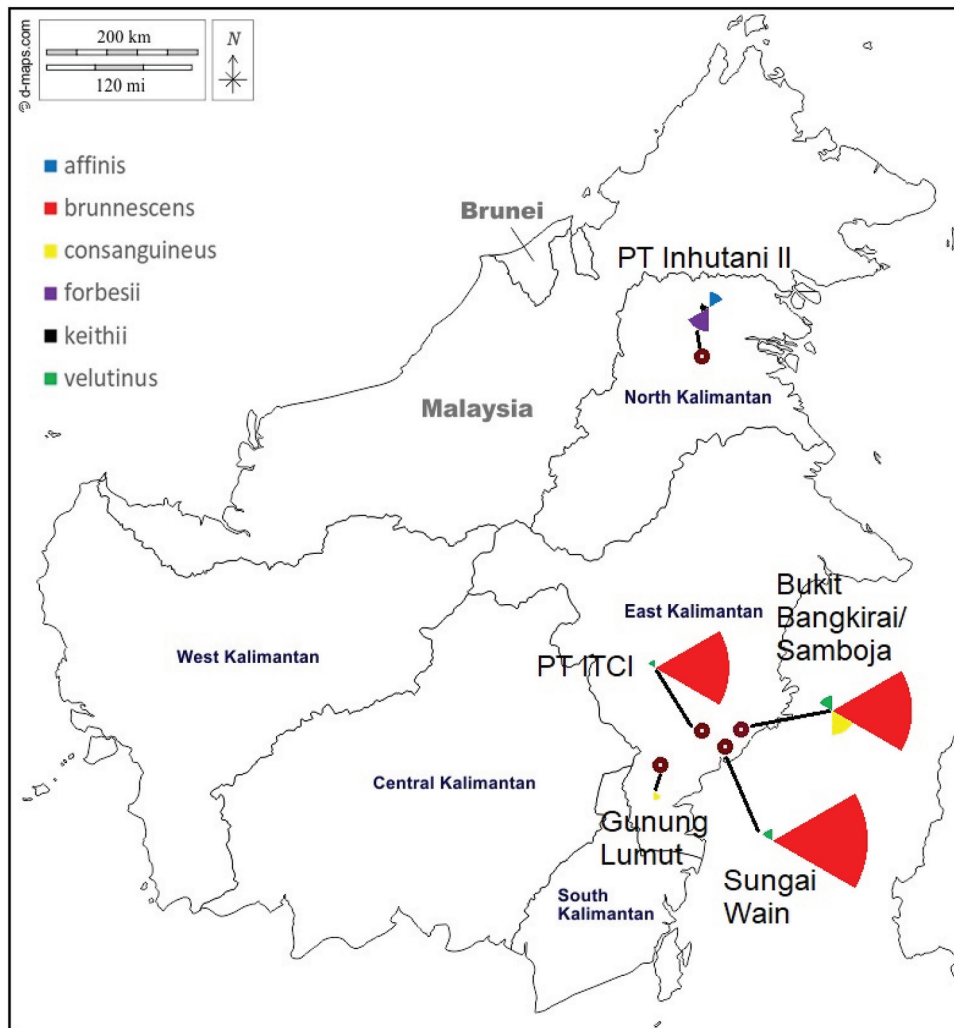 © d-maps.com
200 km
120 mi
N
affinis
brunnescens
consanguineus
forbesii
keithii
velutinus
Brunei
PT Inhutani II
North Kalimantan
Malaysia
Bukit
Bangkirai/
Samboja
East Kalimantan
West Kalimantan
PT ITCI
Central Kalimantan
Gunung
Lumut
South
Kalimantan
Sungai
Wain